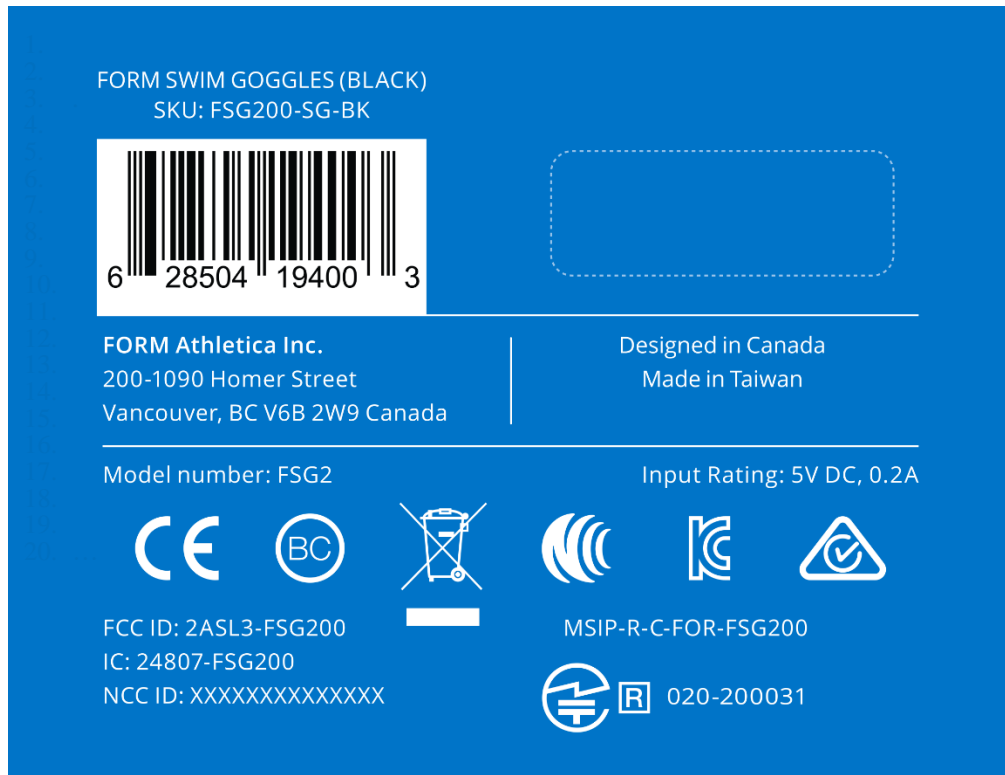 FORM SWIM GOGGLES (BLACK)
SKU: FSG200-SG-BK
6 28504 19400 3
FORM Athletica Inc.
200-1090 Homer Street
Vancouver, BC V6B 2W9 Canada
Designed in Canada
Made in Taiwan
Model number: FSG2
Input Rating: 5V DC, 0.2A
CE
BC
FCC ID: 2ASL3-FSG200
IC: 24807-FSG200
NCC ID: XXXXXXXXXXXXXX
MSIP-R-C-FOR-FSG200
R 020-200031